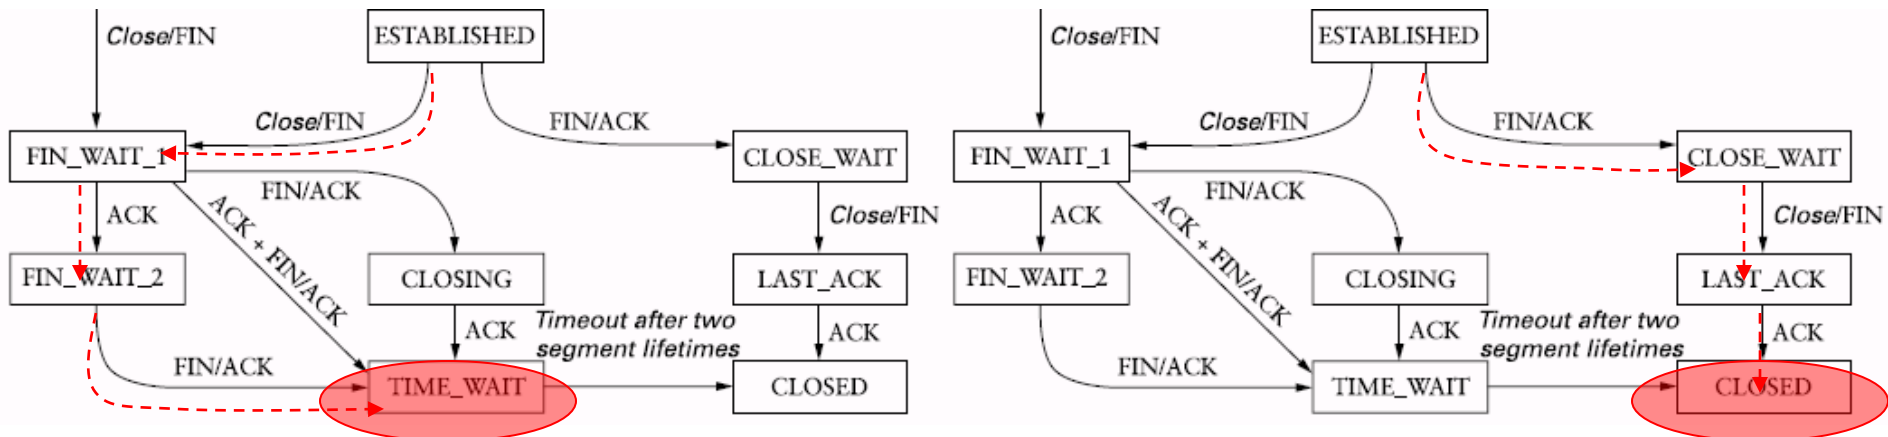 Close/FIN
ESTABLISHED
Close/FIN
FIN/ACK
FIN_WAIT_1
CLOSE_WAIT
FIN/ACK
ACK
ACK + FIN/ACK
Close/FIN
FIN_WAIT_2
CLOSING
LAST_ACK
ACK
Timeout after two
segment lifetimes
ACK
FIN/ACK
TIME_WAIT
CLOSED
Close/FIN
ESTABLISHED
Close/FIN
FIN/ACK
FIN_WAIT_1
CLOSE_WAIT
FIN/ACK
ACK
ACK + FIN/ACK
Close/FIN
FIN_WAIT_2
CLOSING
LAST_ACK
ACK
Timeout after two
segment lifetimes
ACK
FIN/ACK
TIME_WAIT
CLOSED